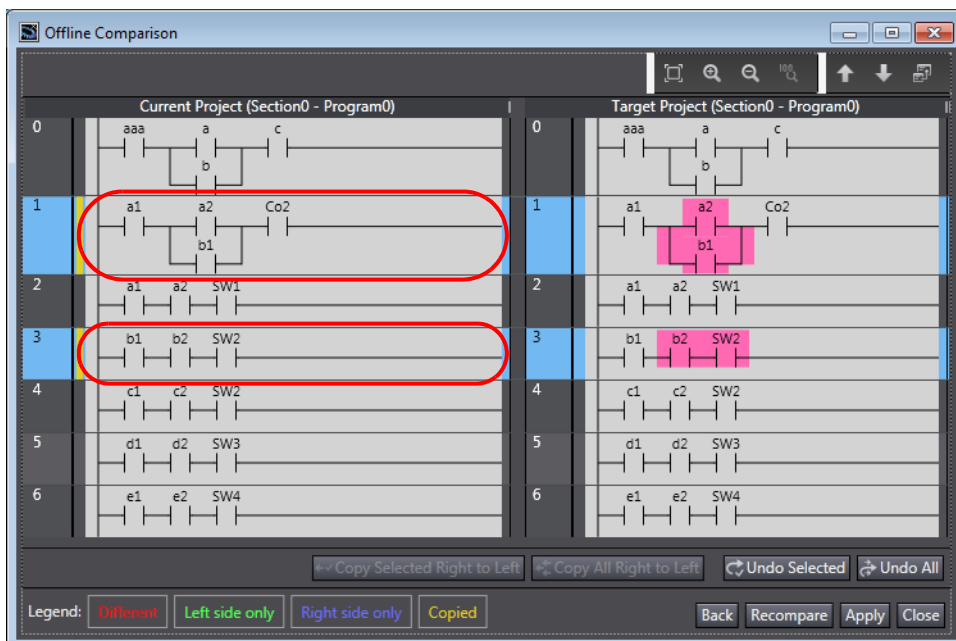 Offline Comparison
100
Current Project (Section0 - Program0)
Target Project (Section0 - Program0)
0 aaa a c
b
0 aaa a c
b
1 a1 a2 Co2
b1
1 a1 a2 Co2
b1
2 a1 a2 SW1
2 a1 a2 SW1
3 b1 b2 SW2
3 b1 b2 SW2
4 c1 c2 SW2
4 c1 c2 SW2
5 d1 d2 SW3
5 d1 d2 SW3
6 e1 e2 SW4
6 e1 e2 SW4
Copy Selected Right to Left Copy All Right to Left Undo Selected Undo All
Legend: Different Left side only Right side only Copied Back Recompare Apply Close